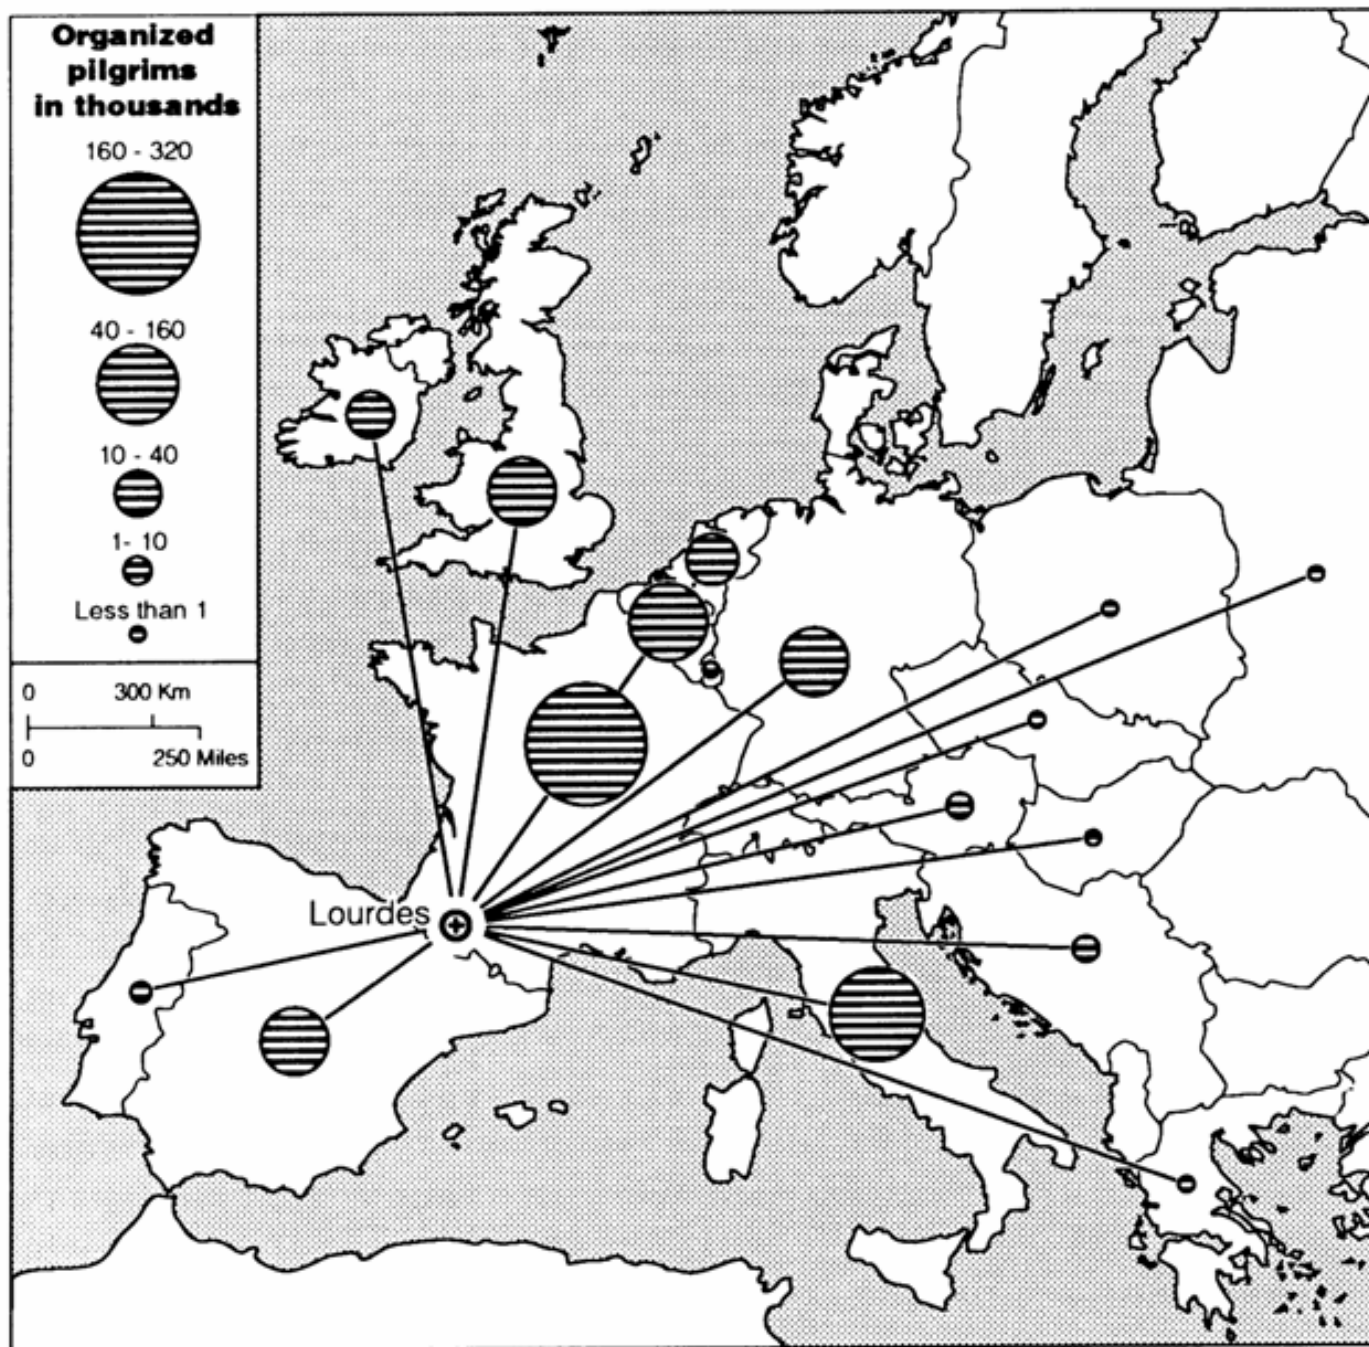 Organized
pilgrims
in thousands
160 - 320
40 - 160
10 - 40
1- 10
Less than 1
0 300 Km
0 250 Miles
Lourdes